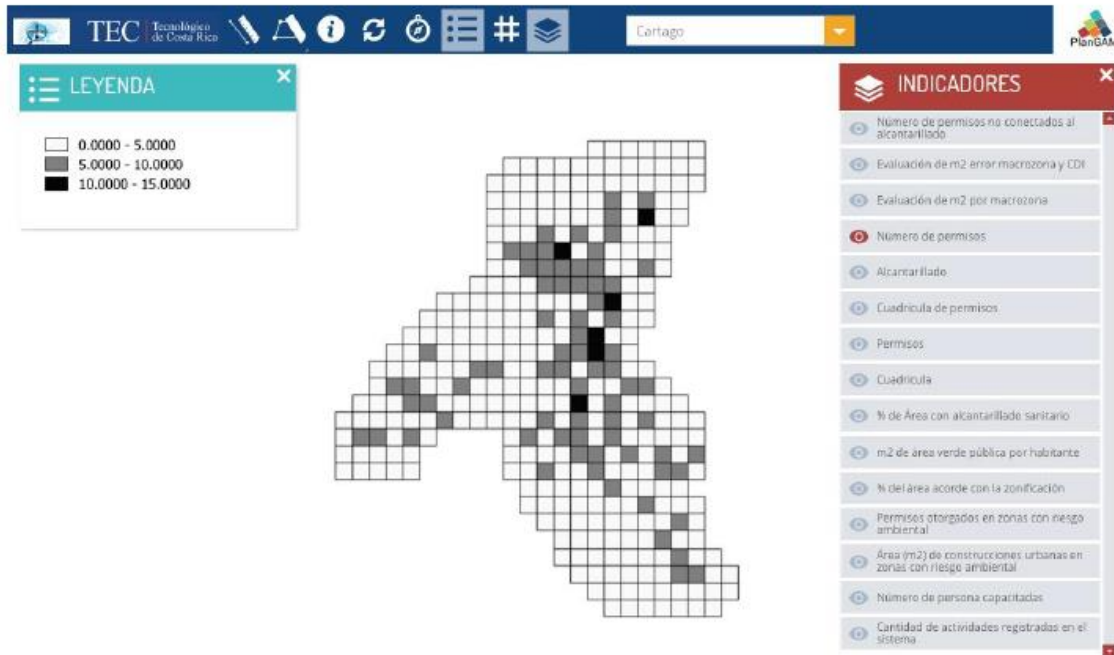 TEC Tecnológico
de Costa Rica
Cartago
PlanGAM
LEYENDA
0.0000 - 5.0000
5.0000 - 10.0000
10.0000 - 15.0000
INDICADORES
Número de permisos no conectados al
alcantarillado
Evaluación de m2 error macrozona y CDI
Evaluación de m2 por macrozona
Número de permisos
Alcantarillado
Cuadricula de permisos
Permisos
Cuadricula
% de Área con alcantarillado sanitario
m2 de área verde pública por habitante
% del área acorde con la zonificación
Permisos otorgados en zonas con riesgo
ambiental
Área (m2) de construcciones urbanas en
zonas con riesgo ambiental
Número de persona capacitadas
Cantidad de actividades registradas en el
sistema